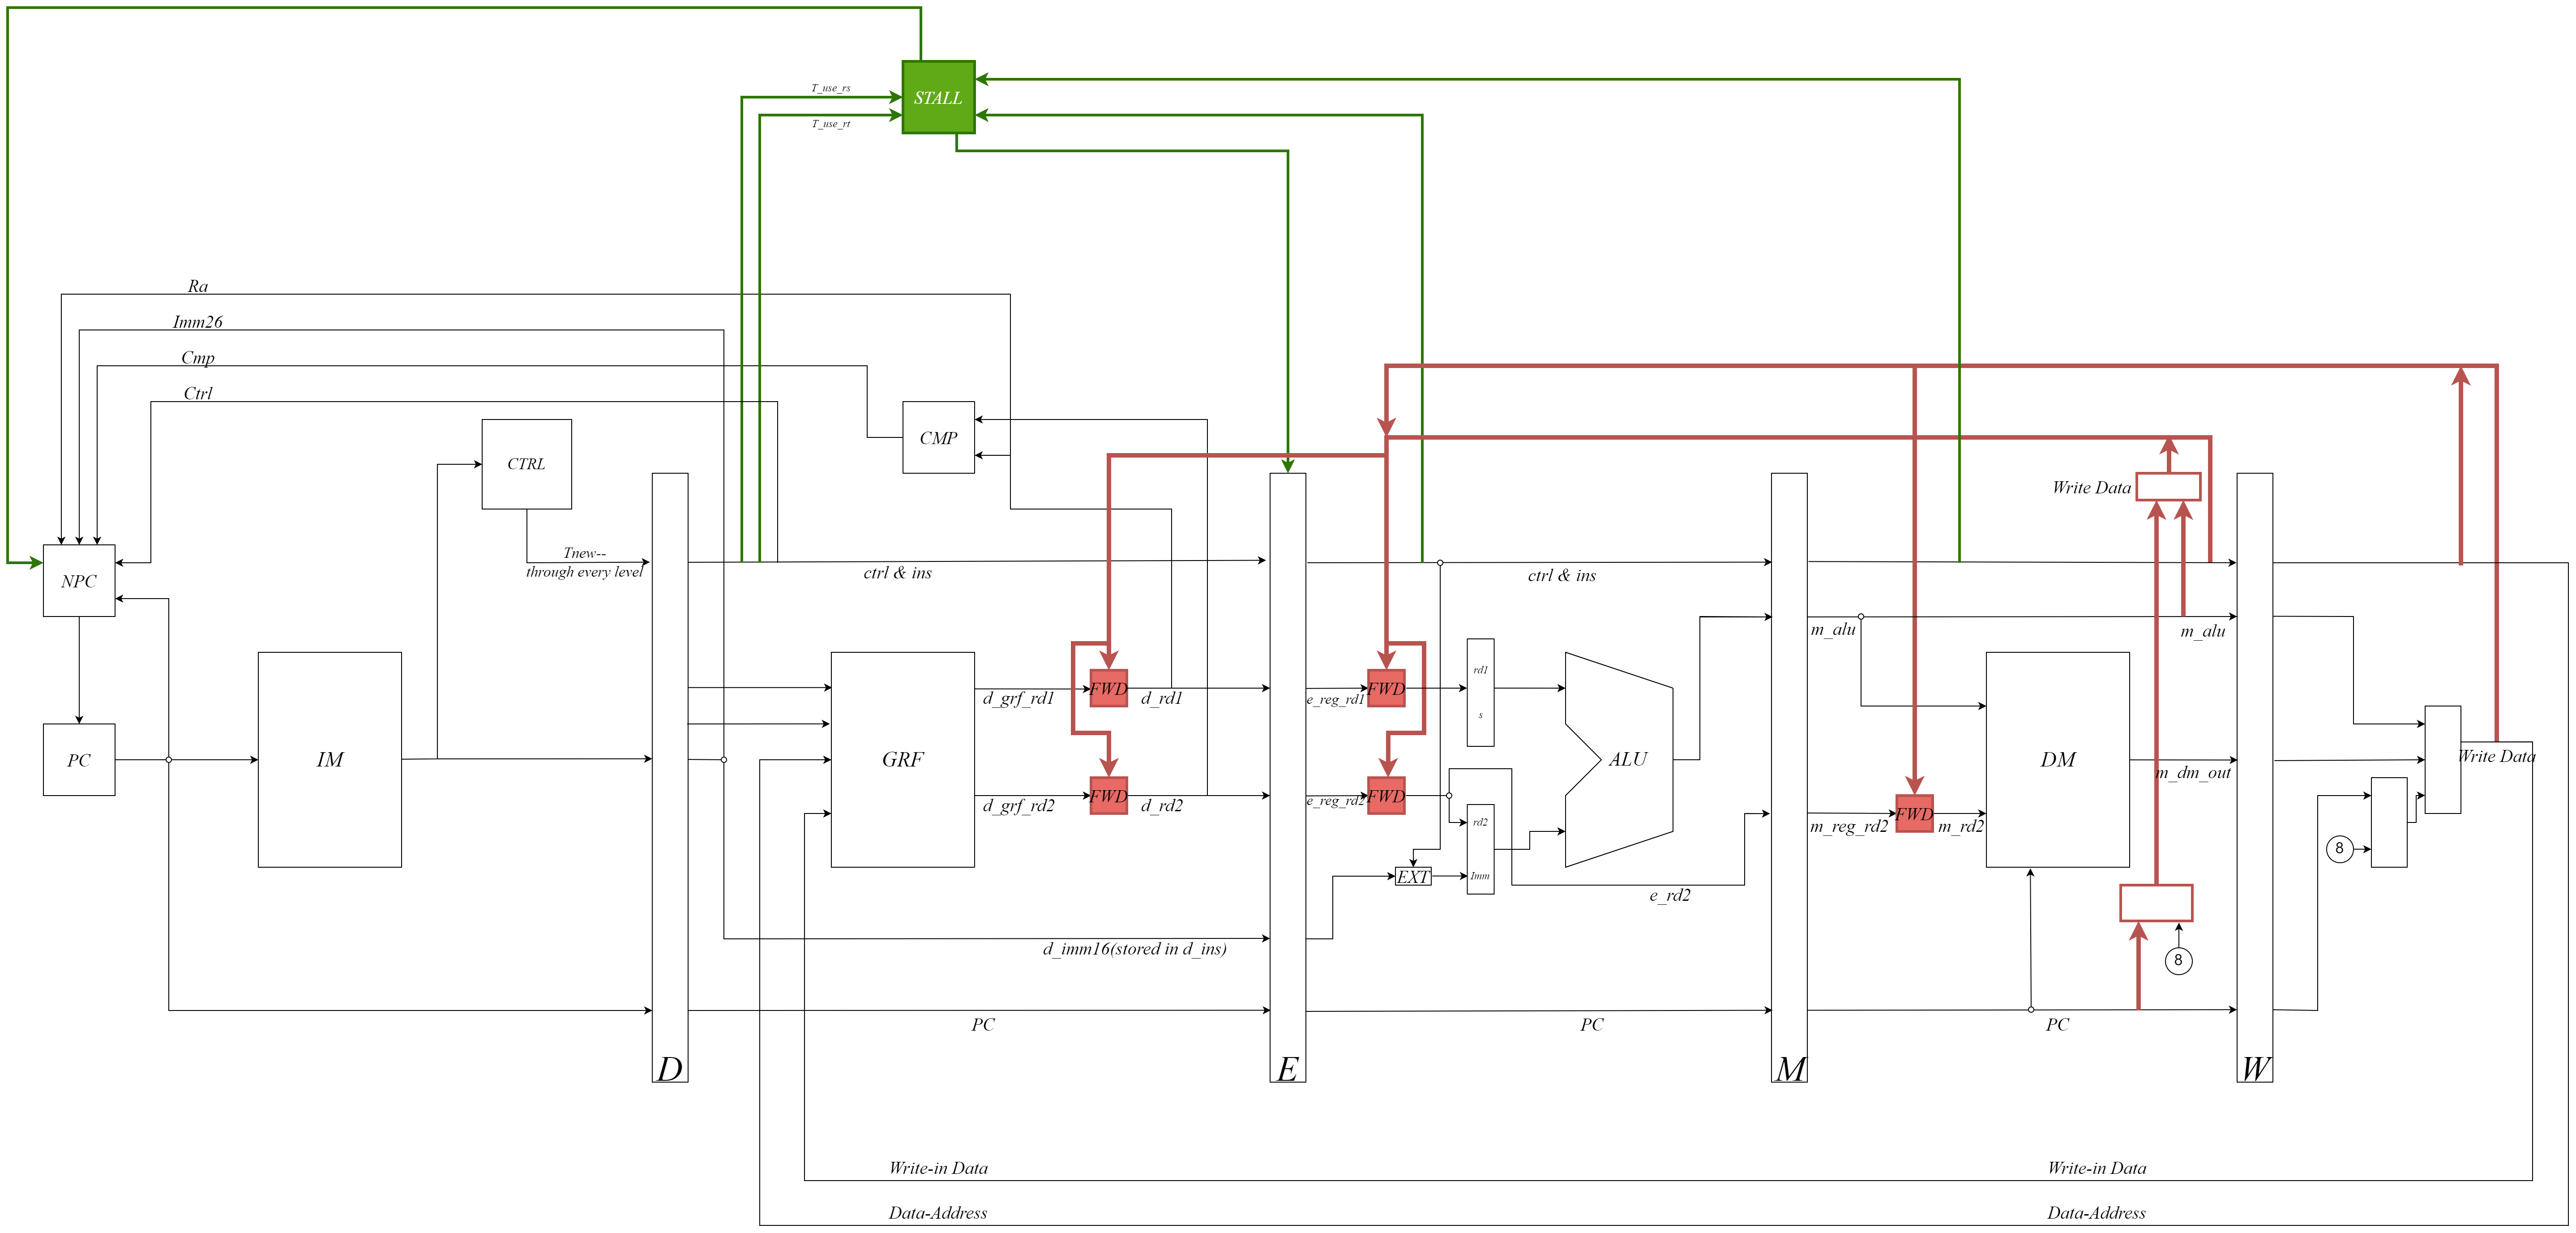 T_use_rs
STALL
T_use_rt
Ra
Imm26
Cmp
Ctrl
CMP
CTRL
Write Data
Tnew--
through every level
ctrl & ins
ctrl & ins
NPC
m_alu
m_alu
rd1
s
d_grf_rd1
FWD
d_rd1
e_reg_rd1
FWD
PC
IM
GRF
ALU
DM
Write Data
m_dm_out
d_grf_rd2
FWD
d_rd2
e_reg_rd2
FWD
rd2
Imm
EXT
m_reg_rd2
FWD
m_rd2
8
e_rd2
d_imm16(stored in d_ins)
8
PC
PC
PC
D
E
M
W
Write-in Data
Write-in Data
Data-Address
Data-Address